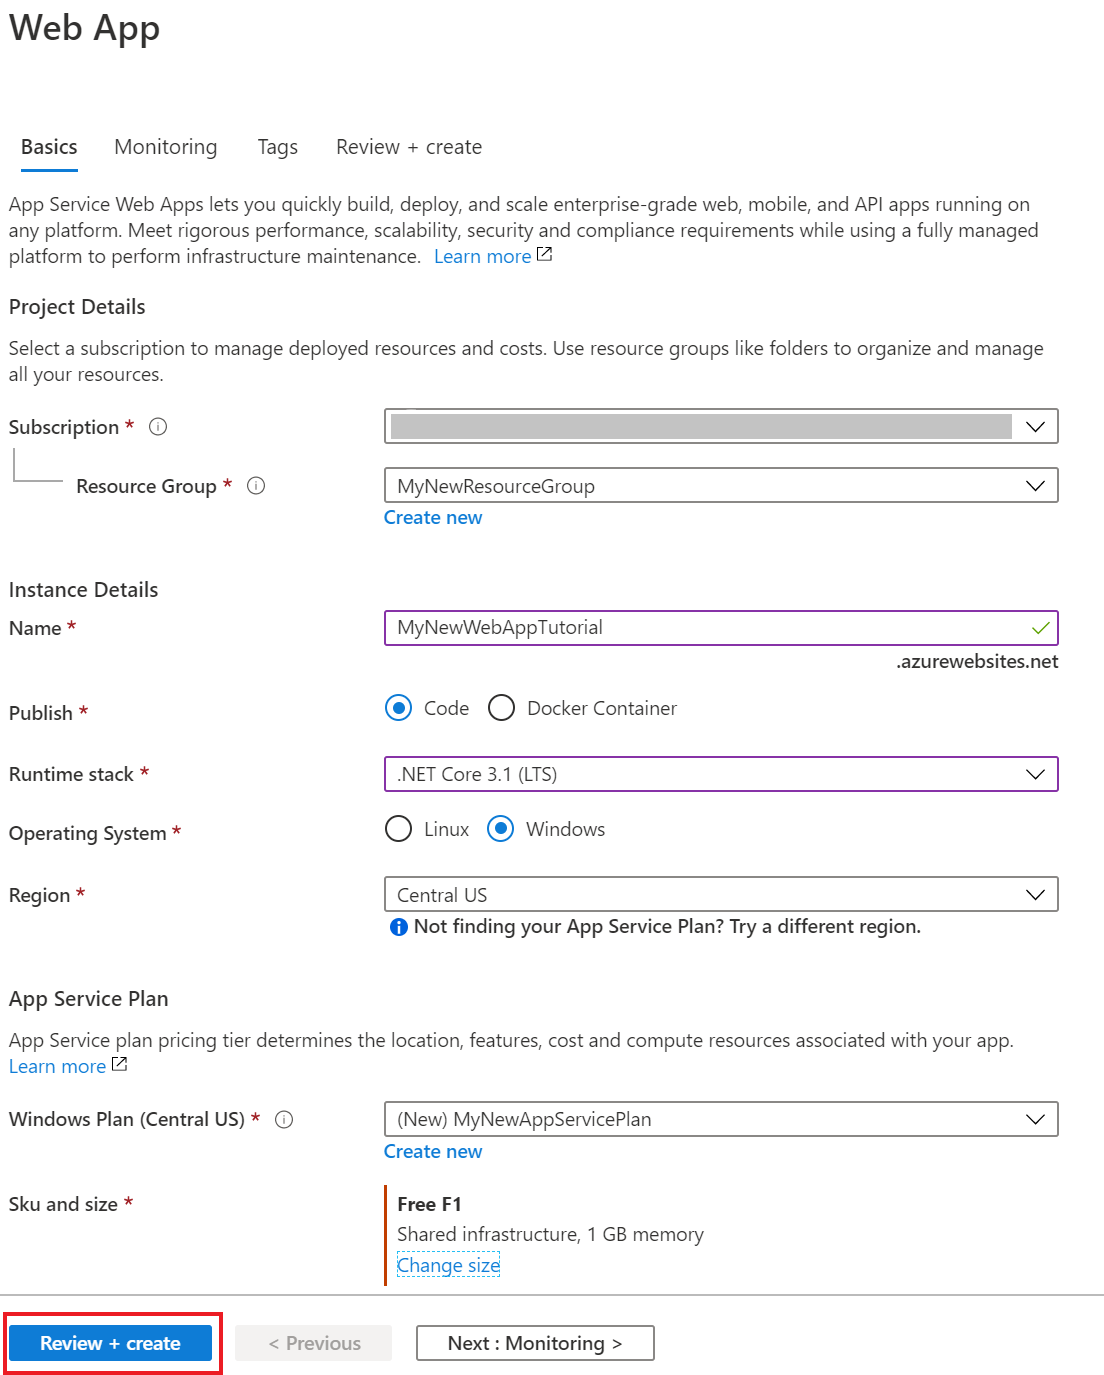 Web App
Basics Monitoring Tags Review + create
App Service Web Apps lets you quickly build, deploy, and scale enterprise-grade web, mobile, and API apps running on
any platform. Meet rigorous performance, scalability, security and compliance requirements while using a fully managed
platform to perform infrastructure maintenance. Learn more
Project Details
Select a subscription to manage deployed resources and costs. Use resource groups like folders to organize and manage
all your resources.
Subscription *
Resource Group * MyNewResourceGroup
Create new
Instance Details
Name * MyNewWebAppTutorial
.azurewebsites.net
Publish * Code Docker Container
Runtime stack * .NET Core 3.1 (LTS)
Operating System * Linux Windows
Region * Central US
Not finding your App Service Plan? Try a different region.
App Service Plan
App Service plan pricing tier determines the location, features, cost and compute resources associated with your app.
Learn more
Windows Plan (Central US) * (New) MyNewAppServicePlan
Create new
Sku and size * Free F1
Shared infrastructure, 1 GB memory
Change size
Review + create < Previous Next : Monitoring >